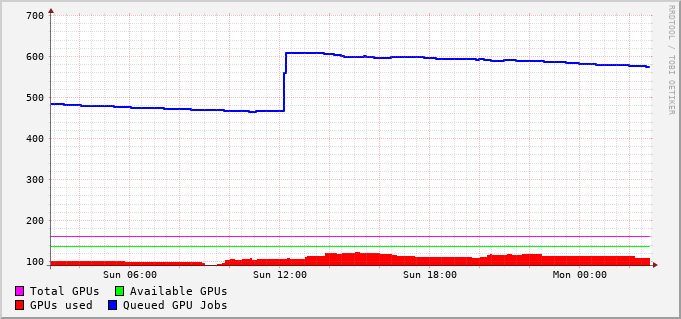 700
600
500
400
300
200
100
Sun 06:00 Sun 12:00 Sun 18:00 Mon 00:00
Total GPUs Available GPUs
GPUs used Queued GPU Jobs
RRDTOOL / TOBI OETIKER